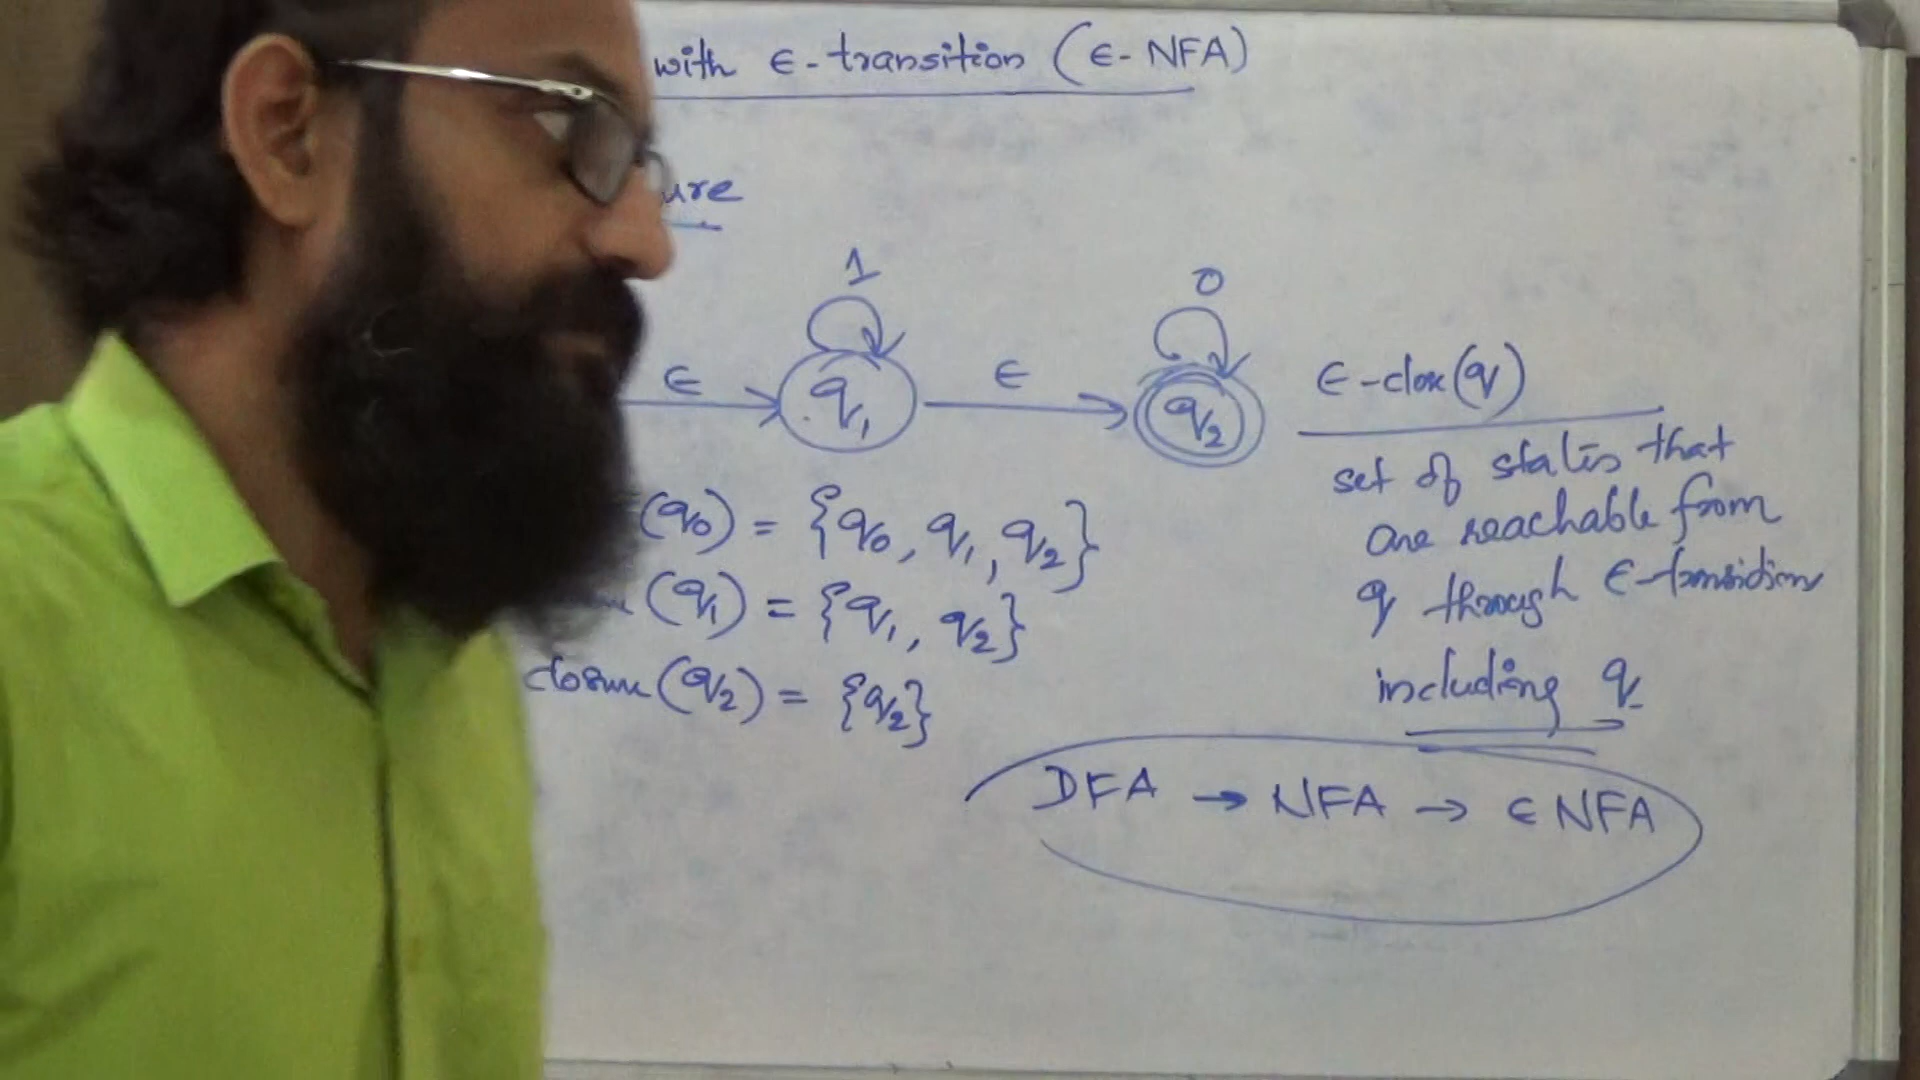 with ϵ-transition (ϵ-NFA)
ure
1
0
ϵ
q1
ϵ
q2
ϵ-clo(q)
set of states that
are reachable from
q through ϵ-transitions
including q
(q0) = {q0, q1, q2}
(q1) = {q1, q2}
closure(q2) = {q2}
DFA → NFA → ϵ NFA